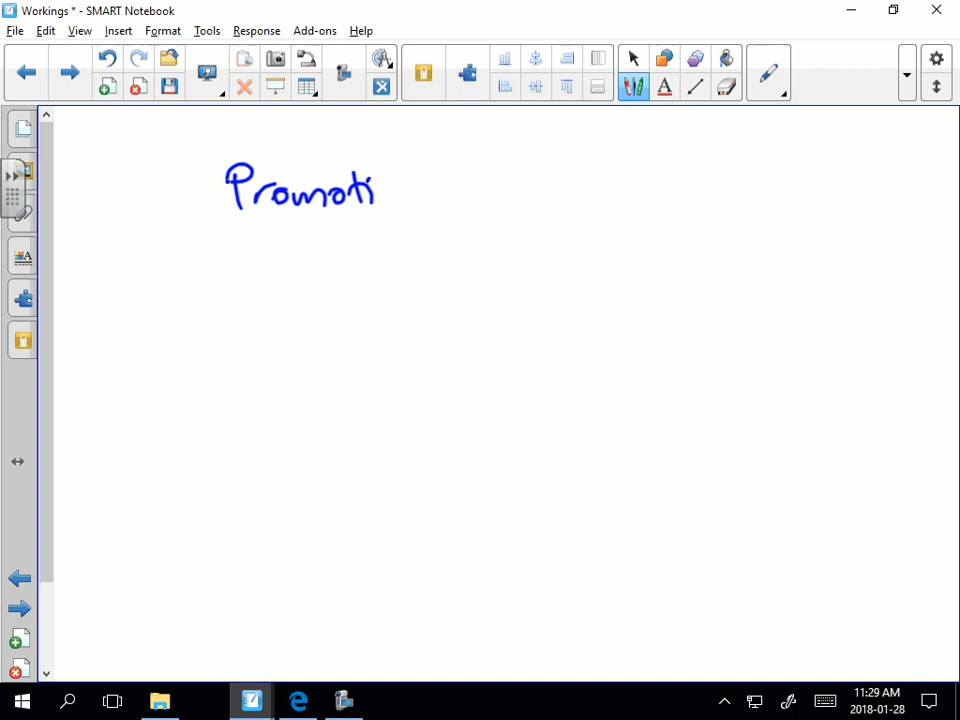 Workings * - SMART Notebook
File Edit View Insert Format Tools Response Add-ons Help
Promoti
11:29 AM
2018-01-28